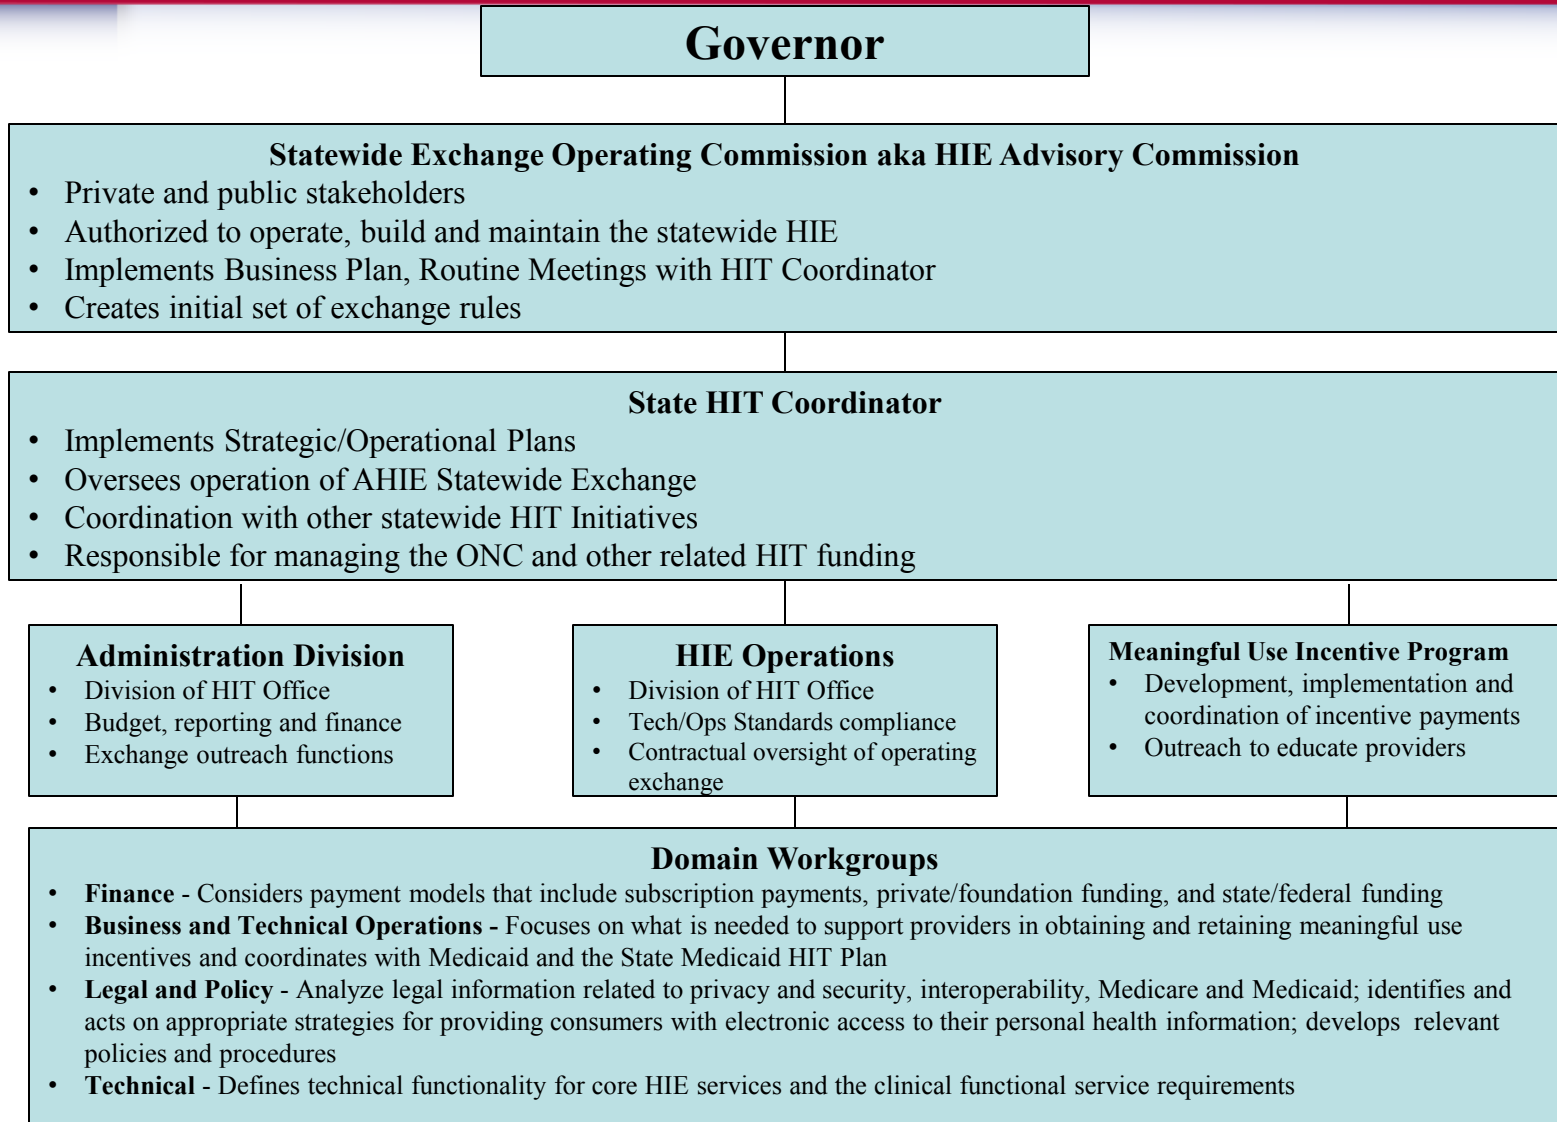 Governor
Statewide Exchange Operating Commission aka HIE Advisory Commission
• Private and public stakeholders
• Authorized to operate, build and maintain the statewide HIE
• Implements Business Plan, Routine Meetings with HIT Coordinator
• Creates initial set of exchange rules
State HIT Coordinator
• Implements Strategic/Operational Plans
• Oversees operation of AHIE Statewide Exchange
• Coordination with other statewide HIT Initiatives
• Responsible for managing the ONC and other related HIT funding
Administration Division
• Division of HIT Office
• Budget, reporting and finance
• Exchange outreach functions
HIE Operations
• Division of HIT Office
• Tech/Ops Standards compliance
• Contractual oversight of operating
exchange
Meaningful Use Incentive Program
• Development, implementation and
coordination of incentive payments
• Outreach to educate providers
Domain Workgroups
• Finance - Considers payment models that include subscription payments, private/foundation funding, and state/federal funding
• Business and Technical Operations - Focuses on what is needed to support providers in obtaining and retaining meaningful use
incentives and coordinates with Medicaid and the State Medicaid HIT Plan
• Legal and Policy - Analyze legal information related to privacy and security, interoperability, Medicare and Medicaid; identifies and
acts on appropriate strategies for providing consumers with electronic access to their personal health information; develops relevant
policies and procedures
• Technical - Defines technical functionality for core HIE services and the clinical functional service requirements